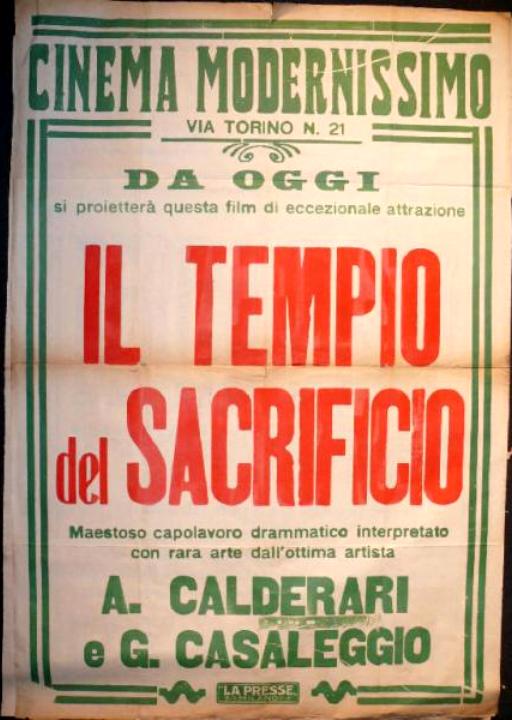 CINEMA MODERNISSIMO
VIA TORINO N. 21
DA OGGI
si proietterà questa film di eccezionale attrazione
IL TEMPIO
del SACRIFICIO
Maestoso capolavoro drammatico interpretato
con rara arte dall'ottima artista
A. CALDERARI
e G. CASALEGGIO
"LA PRESSE"